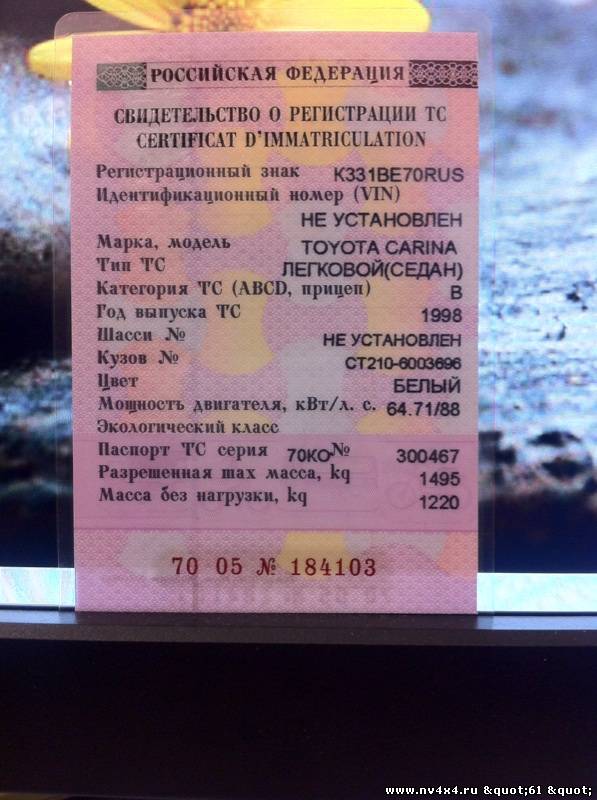 РОССИЙСКАЯ ФЕДЕРАЦИЯ
СВИДЕТЕЛЬСТВО О РЕГИСТРАЦИИ ТС
CERTIFICAT D'IMMATRICULATION
Регистрационный знак К331ВЕ70RUS
Идентификационный номер (VIN)
НЕ УСТАНОВЛЕН
Марка, модель TOYOTA CARINA
Тип ТС ЛЕГКОВОЙ(СЕДАН)
Категория ТС (ABCD, прицеп) B
Год выпуска ТС 1998
Шасси № НЕ УСТАНОВЛЕН
Кузов № CT210-6003696
Цвет БЕЛЫЙ
Мощность двигателя, кВт/л. с. 64.71/88
Экологический класс
Паспорт ТС серия 70КО № 300467
Разрешенная max масса, kg 1495
Масса без нагрузки, kg 1220
70 05 № 184103
www.nv4x4.ru &quot;61 &quot;